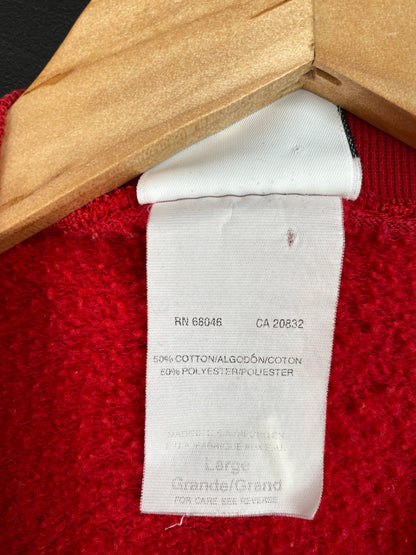 RN 68046 CA 20832
50% COTTON/ALGODÓN/COTON
50% POLYESTER/POLIESTER
Large
Grande/Grand
FOR CARE SEE REVERSE